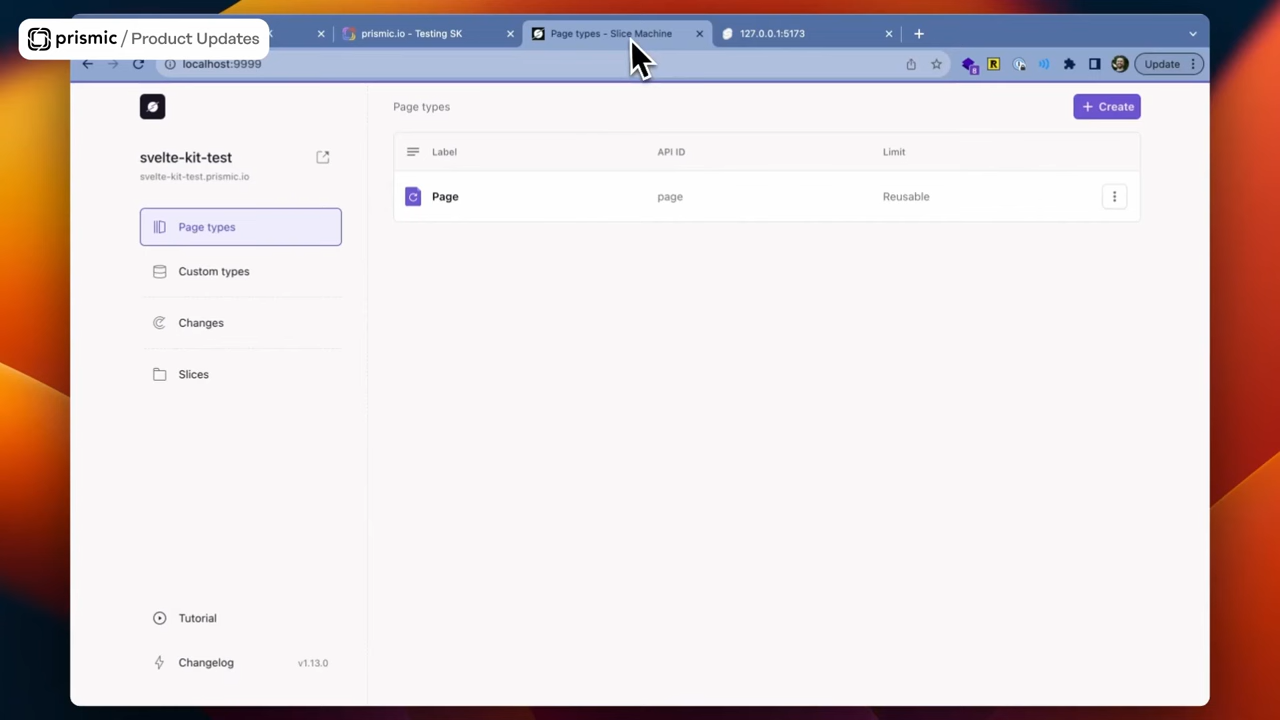 prismic / Product Updates
prismic.io - Testing SK
Page types - Slice Machine
127.0.0.1:5173
localhost:9999
Update
svelte-kit-test
svelte-kit-test.prismic.io
Page types
Custom types
Changes
Slices
Tutorial
Changelog v1.13.0
Page types
+ Create
Label API ID Limit
Page page Reusable